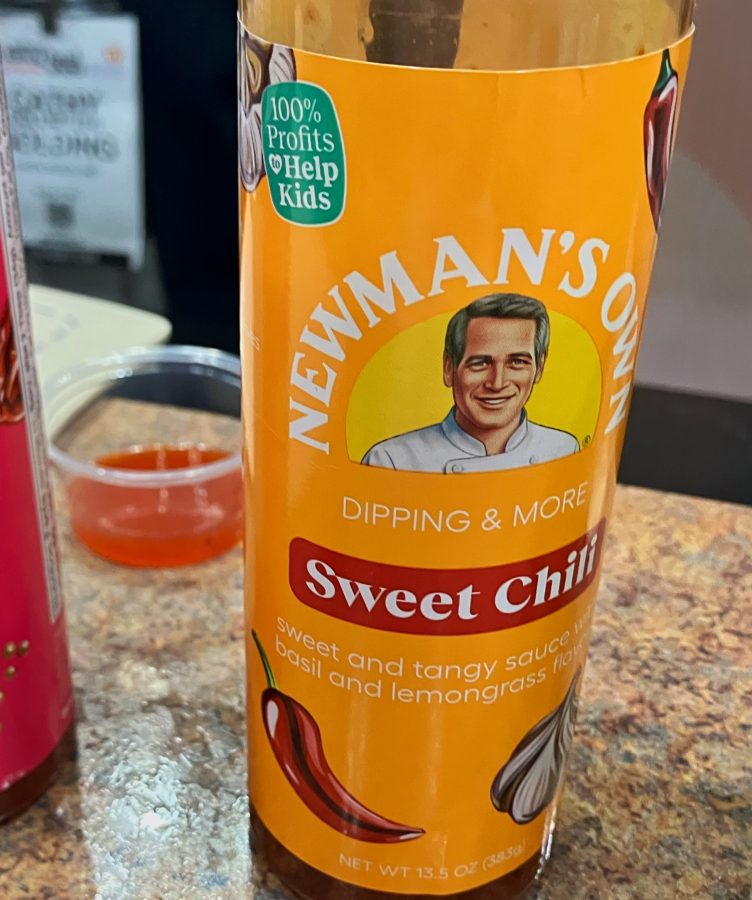 100%
Profits
to Help
Kids
NEWMAN'S OWN
®
DIPPING & MORE
Sweet Chili
sweet and tangy sauce
basil and lemongrass
NET WT 13.5 OZ (383g)